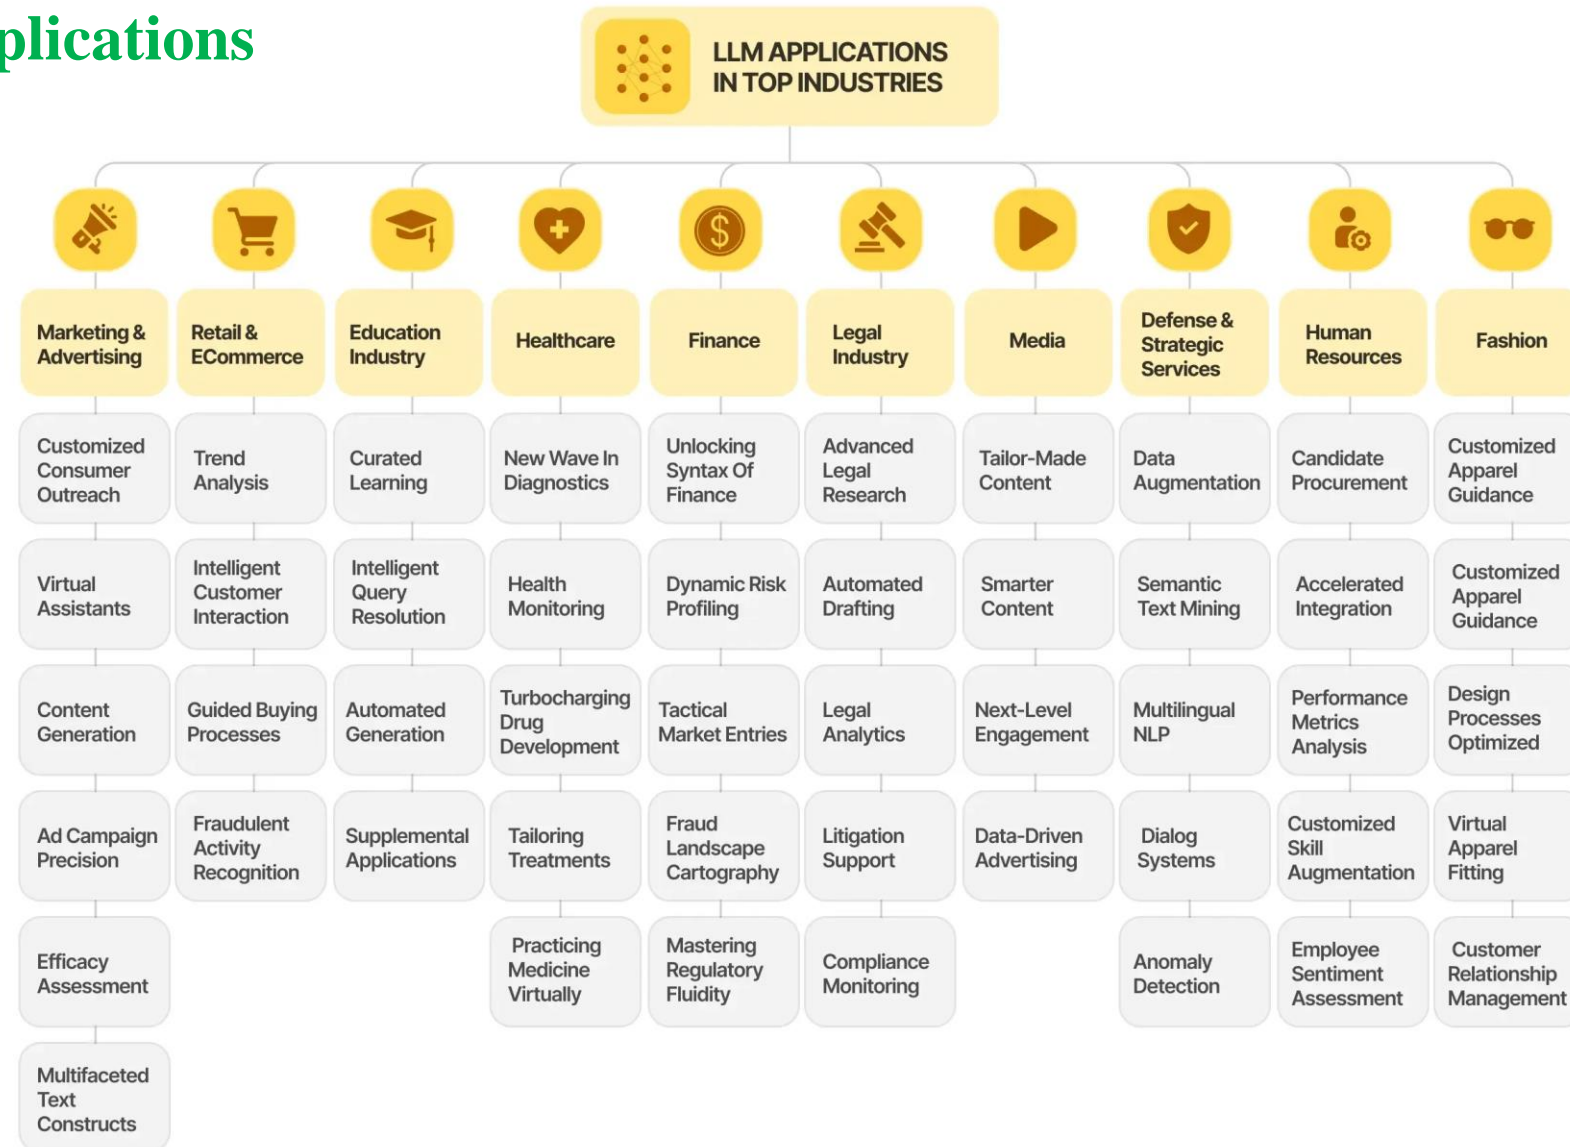 plications
LLM APPLICATIONS
IN TOP INDUSTRIES
Marketing &
Advertising
Customized
Consumer
Outreach
Virtual
Assistants
Content
Generation
Ad Campaign
Precision
Efficacy
Assessment
Multifaceted
Text
Constructs
Retail &
ECommerce
Trend
Analysis
Intelligent
Customer
Interaction
Guided Buying
Processes
Fraudulent
Activity
Recognition
Education
Industry
Curated
Learning
Intelligent
Query
Resolution
Automated
Generation
Supplemental
Applications
Healthcare
New Wave In
Diagnostics
Health
Monitoring
Turbocharging
Drug
Development
Tailoring
Treatments
Practicing
Medicine
Virtually
Finance
Unlocking
Syntax Of
Finance
Dynamic Risk
Profiling
Tactical
Market Entries
Fraud
Landscape
Cartography
Mastering
Regulatory
Fluidity
Legal
Industry
Advanced
Legal
Research
Automated
Drafting
Legal
Analytics
Litigation
Support
Compliance
Monitoring
Media
Tailor-Made
Content
Smarter
Content
Next-Level
Engagement
Data-Driven
Advertising
Defense &
Strategic
Services
Data
Augmentation
Semantic
Text Mining
Multilingual
NLP
Dialog
Systems
Anomaly
Detection
Human
Resources
Candidate
Procurement
Accelerated
Integration
Performance
Metrics
Analysis
Customized
Skill
Augmentation
Employee
Sentiment
Assessment
Fashion
Customized
Apparel
Guidance
Customized
Apparel
Guidance
Design
Processes
Optimized
Virtual
Apparel
Fitting
Customer
Relationship
Management